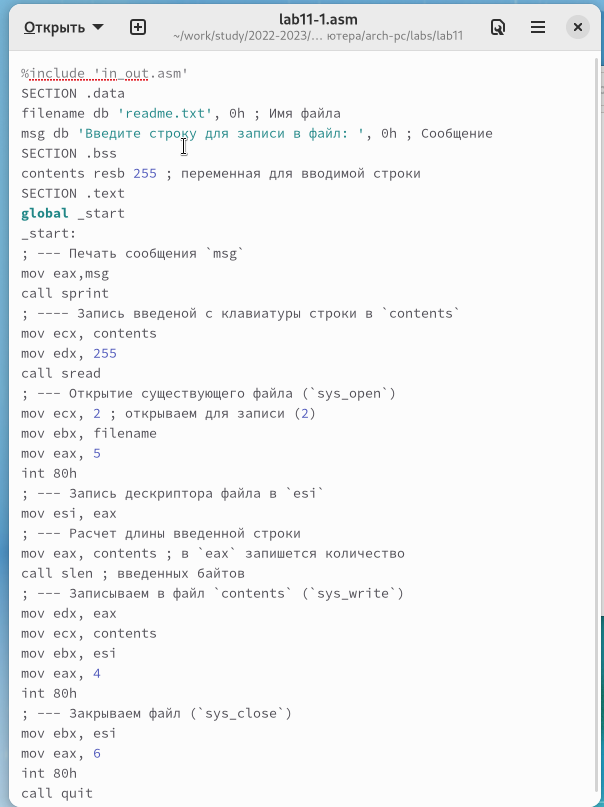 Открыть
lab11-1.asm
~/work/study/2022-2023/... ютера/arch-pc/labs/lab11
%include 'in_out.asm'
SECTION .data
filename db 'readme.txt', 0h ; Имя файла
msg db 'Введите строку для записи в файл: ', 0h ; Сообщение
SECTION .bss
contents resb 255 ; переменная для вводимой строки
SECTION .text
global _start
_start:
; --- Печать сообщения `msg`
mov eax,msg
call sprint
; ---- Запись введеной с клавиатуры строки в `contents`
mov ecx, contents
mov edx, 255
call sread
; --- Открытие существующего файла (`sys_open`)
mov ecx, 2 ; открываем для записи (2)
mov ebx, filename
mov eax, 5
int 80h
; --- Запись дескриптора файла в `esi`
mov esi, eax
; --- Расчет длины введенной строки
mov eax, contents ; в `eax` запишется количество
call slen ; введенных байтов
; --- Записываем в файл `contents` (`sys_write`)
mov edx, eax
mov ecx, contents
mov ebx, esi
mov eax, 4
int 80h
; --- Закрываем файл (`sys_close`)
mov ebx, esi
mov eax, 6
int 80h
call quit